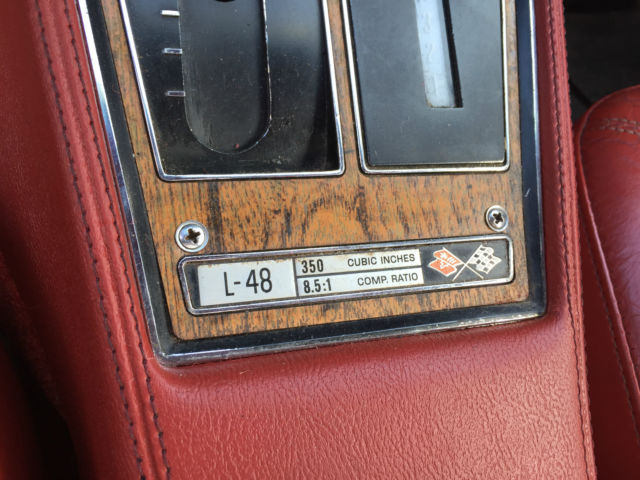 L-48
350 CUBIC INCHES
8.5:1 COMP. RATIO